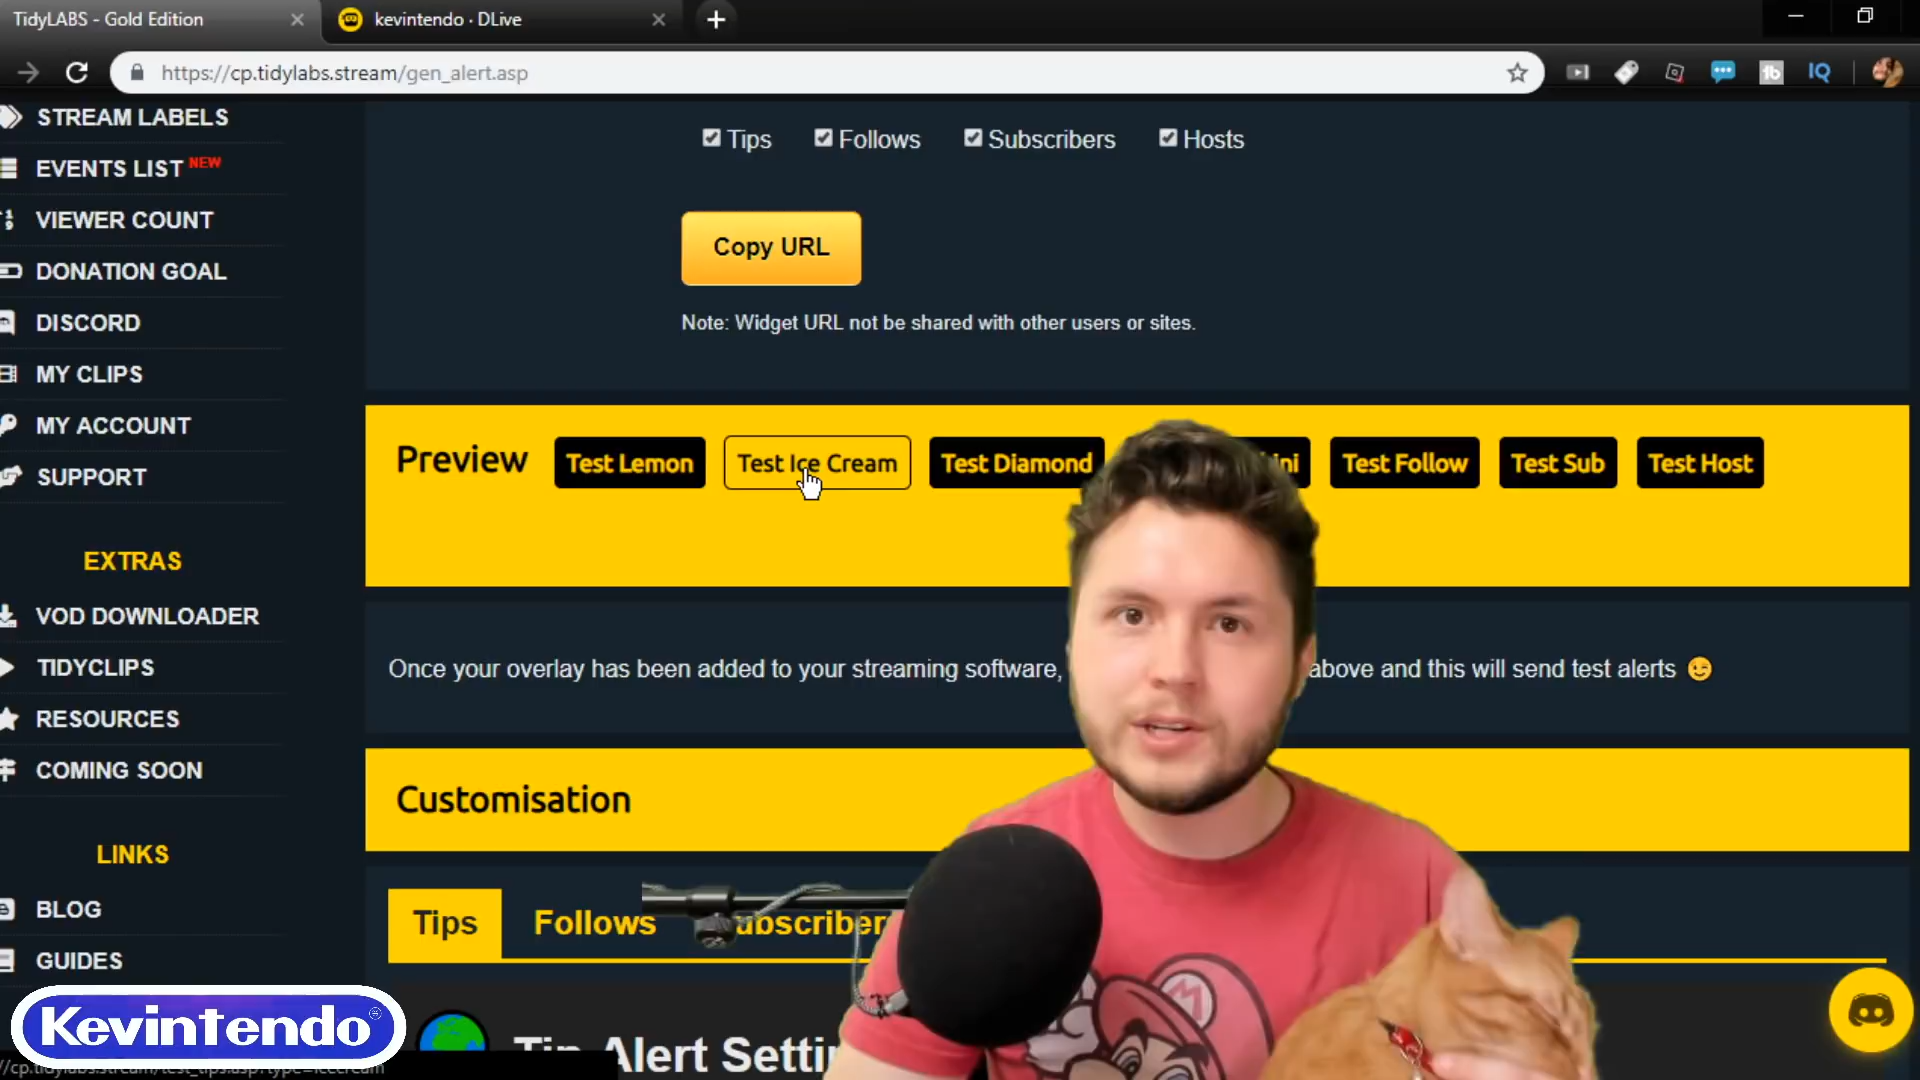 TidyLABS - Gold Edition
kevintendo · DLive
https://cp.tidylabs.stream/gen_alert.asp
STREAM LABELS
EVENTS LIST NEW
VIEWER COUNT
DONATION GOAL
DISCORD
MY CLIPS
MY ACCOUNT
SUPPORT
EXTRAS
VOD DOWNLOADER
TIDYCLIPS
RESOURCES
COMING SOON
LINKS
BLOG
GUIDES
Tips Follows Subscribers Hosts
Copy URL
Note: Widget URL not be shared with other users or sites.
Preview Test Lemon Test Ice Cream Test Diamond Test Follow Test Sub Test Host
Once your overlay has been added to your streaming software, above and this will send test alerts
Customisation
Tips Follows
Tip Alert
Kevintendo
IQ
tb
M